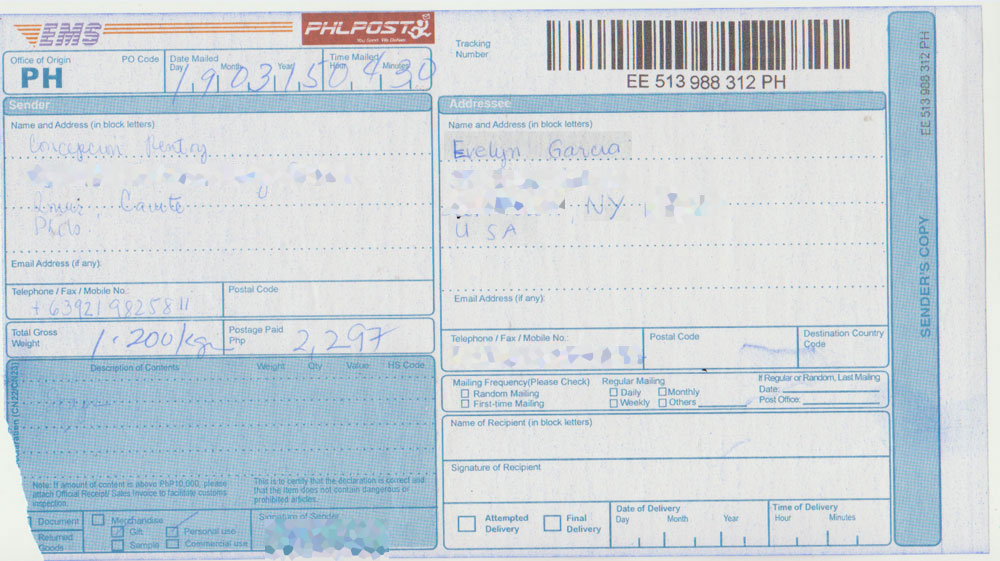 EMS
PHLPOST
You Send. We Deliver.
Office of Origin
PO Code
PH
Date Mailed
Day Month Year
Time Mailed
Hour Minutes
1 9 0 3 1 5 0 4 3 0
Tracking
Number
EE 513 988 312 PH
Sender
Name and Address (in block letters)
Concepcion
Cavite
Email Address (if any):
Telephone / Fax / Mobile No.:
+639219825811
Postal Code
Total Gross
Weight
1.200/kgs
Postage Paid
Php
2,297
Description of Contents Weight Qty Value HS Code
Note: If amount of content is above PhP10,000, please
attach Official Receipt/ Sales Invoice to facilitate customs
inspection.
This is to certify that the declaration is correct and
that the item does not contain dangerous or
prohibited articles.
Document
Returned
Goods
Merchandise
Gift
Sample
Personal use
Commercial use
Signature of Sender
Addressee
Name and Address (in block letters)
Evelyn Garcia
NY
U SA
Email Address (if any):
Telephone / Fax / Mobile No.:
Postal Code
Destination Country
Code
Mailing Frequency(Please Check)
Random Mailing
First-time Mailing
Regular Mailing
Daily Monthly
Weekly Others
If Regular or Random, Last Mailing
Date:
Post Office:
Name of Recipient (in block letters)
Signature of Recipient
Attempted
Delivery
Final
Delivery
Date of Delivery
Day Month Year
Time of Delivery
Hour Minutes
EE 513 988 312 PH
SENDER'S COPY